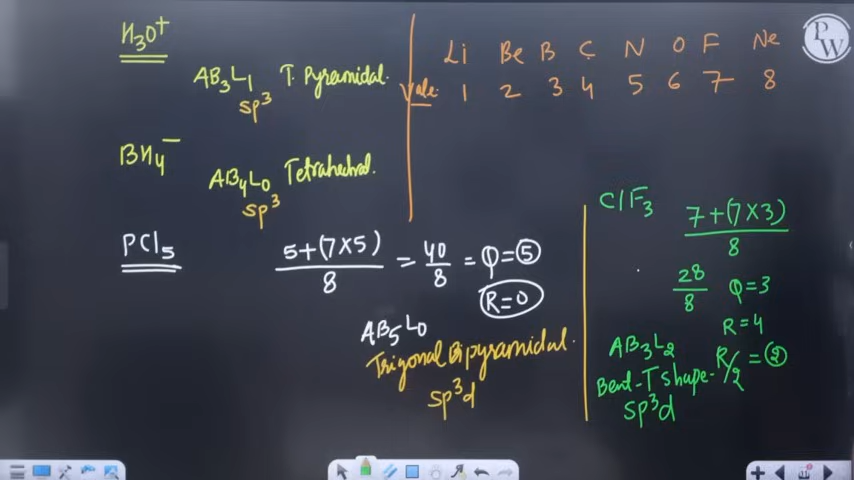 H₃O⁺
AB₃L₁ T. Pyramidal.
sp³
BH₄⁻
AB₄L₀ Tetrahedral.
sp³
Li Be B C N O F Ne
Vale. 1 2 3 4 5 6 7 8
PW
PCl₅
5+(7×5)/8 = 40/8 = Q=⑤
R=0
AB₅L₀
Trigonal Bipyramidal.
sp³d
ClF₃
7+(7×3)/8
28/8 Q=3
R=4
AB₃L₂ R/2 = ②
Bent-T shape.
sp³d